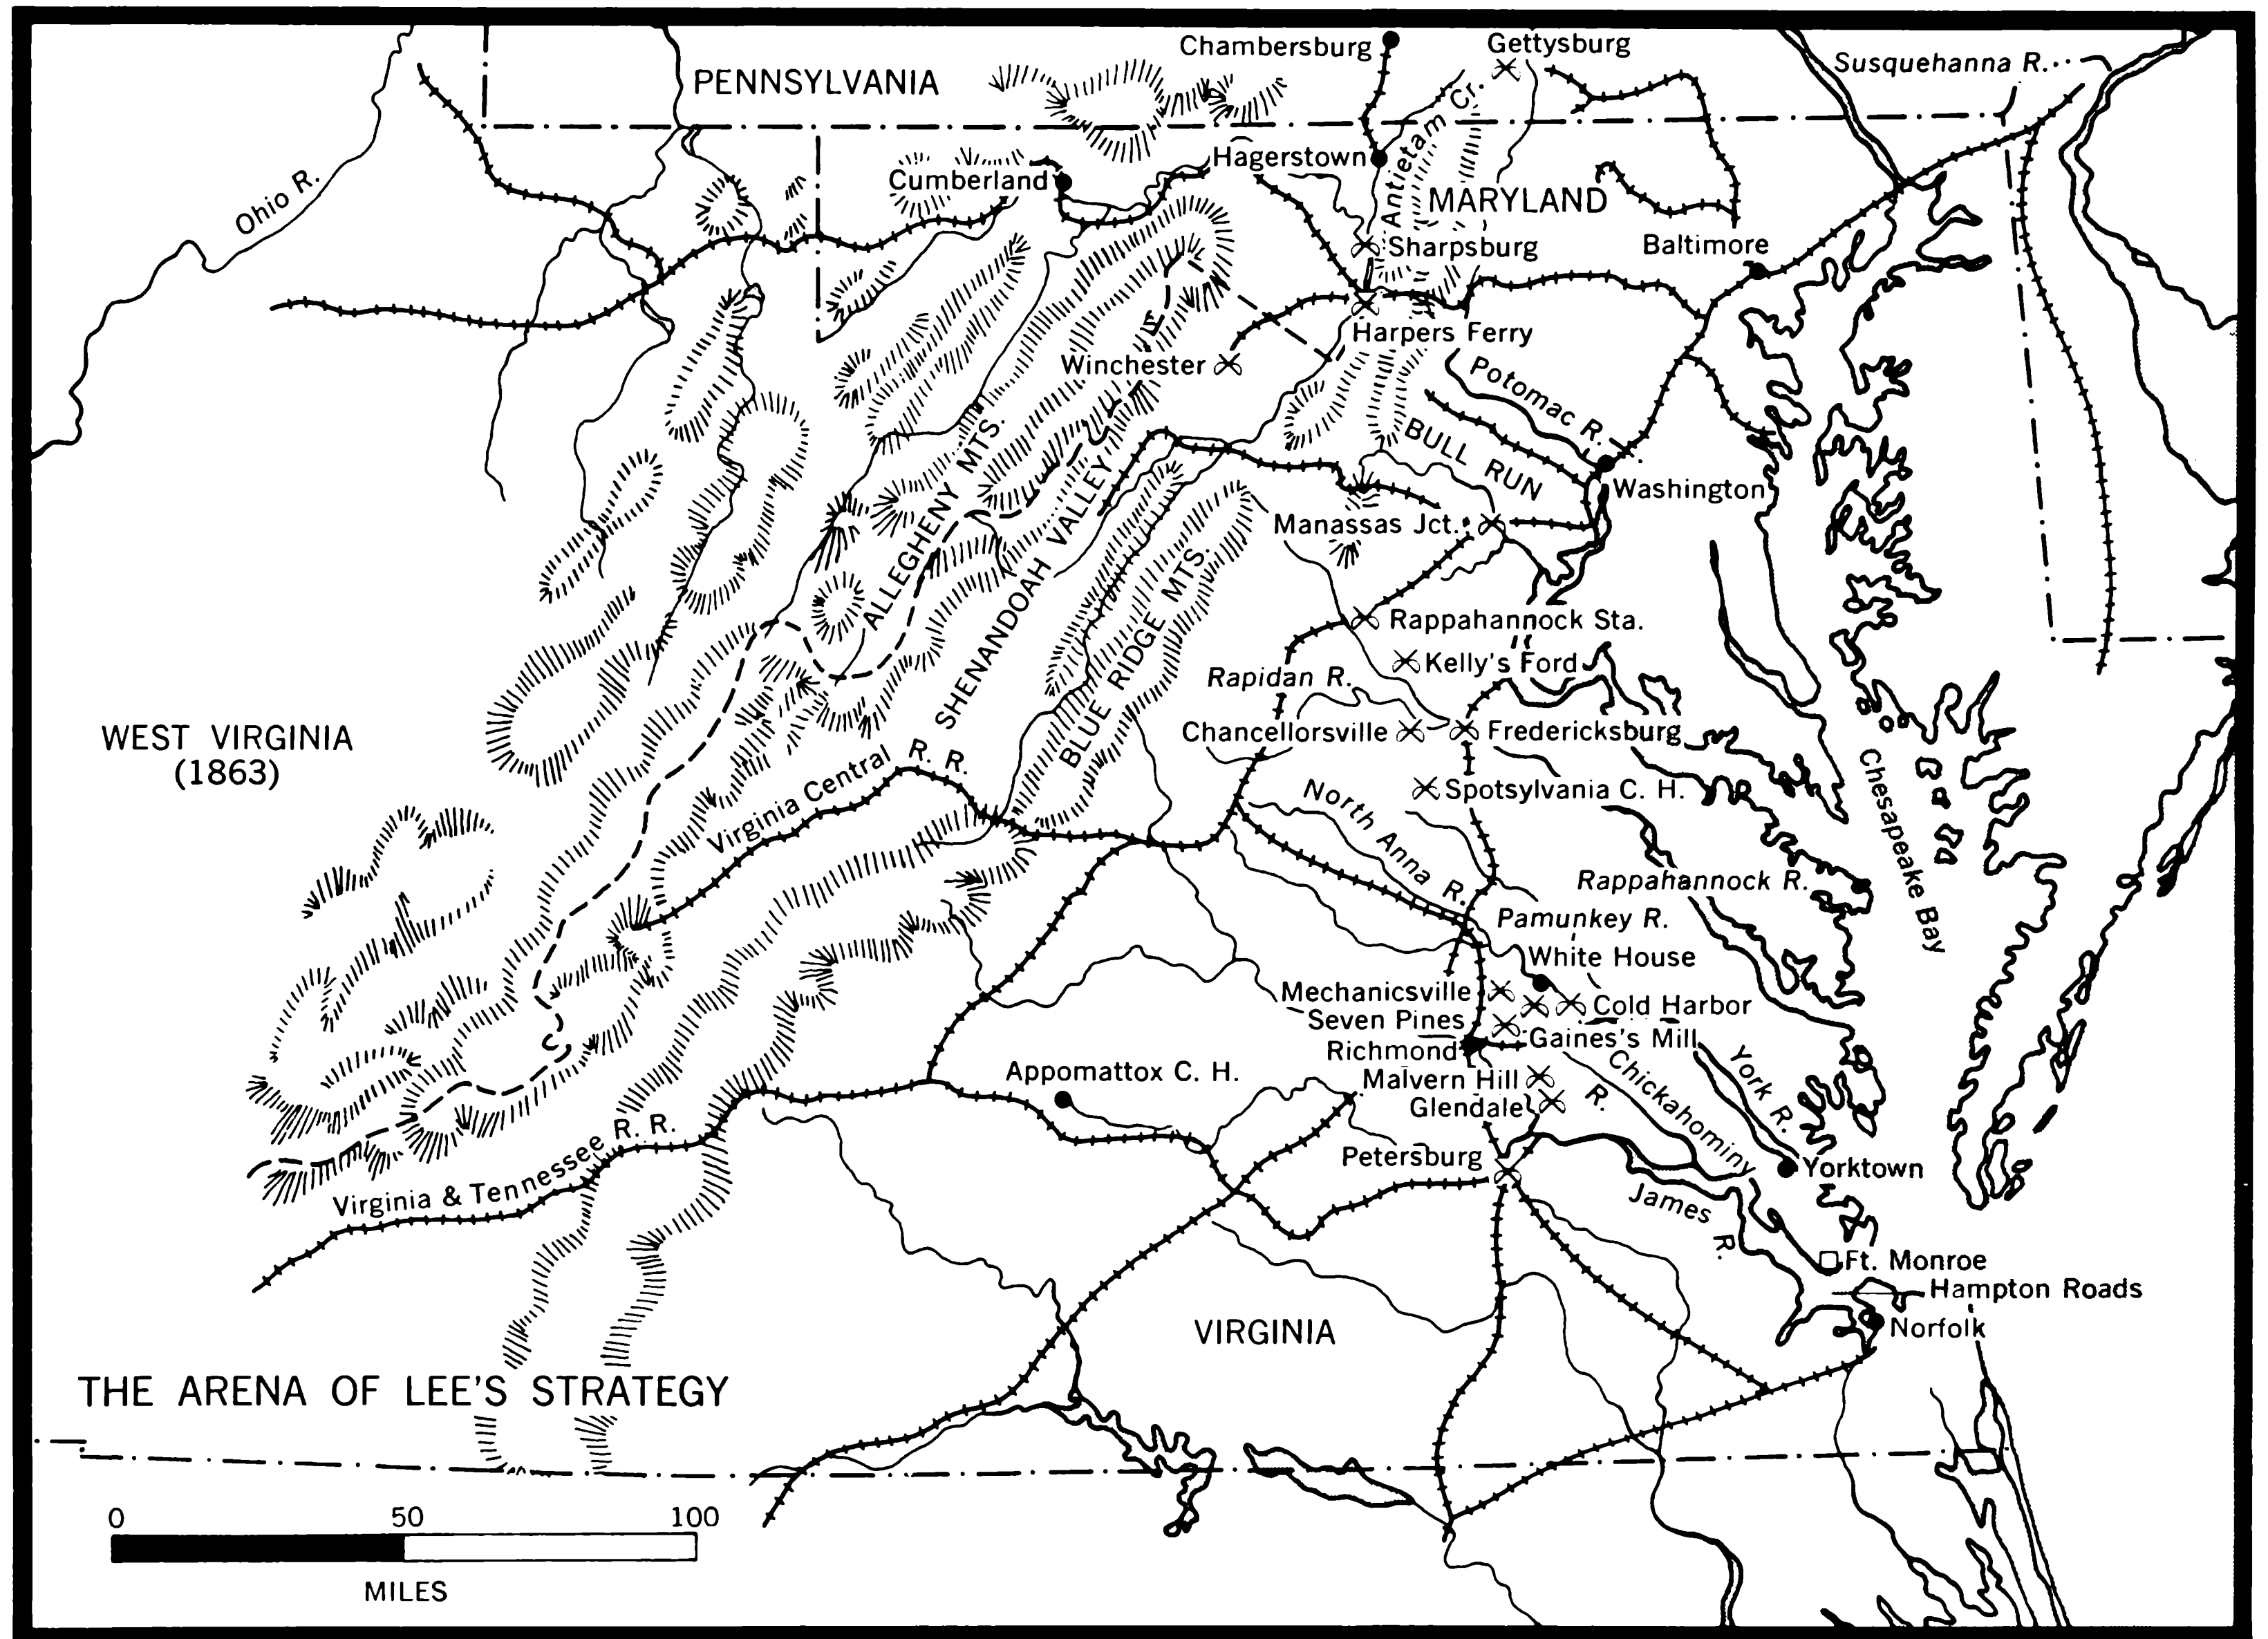 Chambersburg
Gettysburg
Susquehanna R.
PENNSYLVANIA
Antietam Cr.
Hagerstown
Cumberland
MARYLAND
Ohio R.
Sharpsburg
Baltimore
Harpers Ferry
Winchester
Potomac R.
BULL RUN
Washington
Manassas Jct.
ALLEGHENY MTS.
SHENANDOAH VALLEY
BLUE RIDGE MTS.
Rappahannock Sta.
Kelly's Ford
Rapidan R.
Chancellorsville
Fredericksburg
WEST VIRGINIA
(1863)
Virginia Central R. R.
Spotsylvania C. H.
North Anna R.
Chesapeake Bay
Rappahannock R.
Pamunkey R.
White House
Mechanicsville
Cold Harbor
Seven Pines
Gaines's Mill
Richmond
Chickahominy R.
York R.
Appomattox C. H.
Malvern Hill
Glendale
Virginia & Tennessee R. R.
Petersburg
Yorktown
James R.
Ft. Monroe
Hampton Roads
Norfolk
VIRGINIA
THE ARENA OF LEE'S STRATEGY
0 50 100
MILES